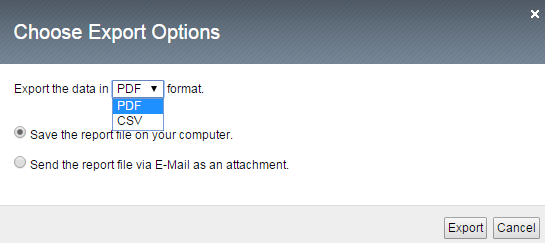 Choose Export Options
Export the data in PDF format.
PDF
CSV
Save the report file on your computer.
Send the report file via E-Mail as an attachment.
Export Cancel